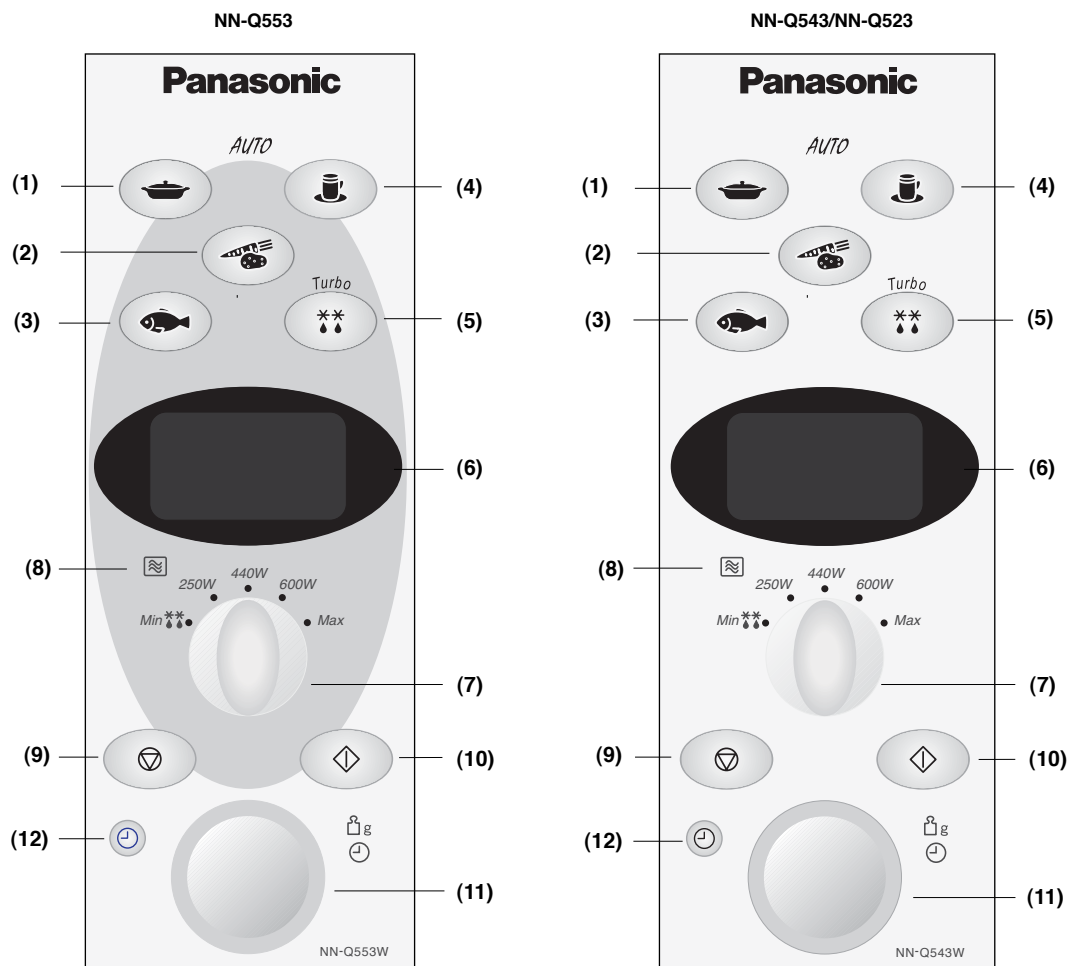 NN-Q553
Panasonic
AUTO
(1)
(4)
(2)
Turbo
(3)
(5)
(6)
(8)
250W
440W
600W
Min
Max
(7)
(9)
(10)
(12)
g
(11)
NN-Q553W
NN-Q543/NN-Q523
Panasonic
AUTO
(1)
(4)
(2)
Turbo
(3)
(5)
(6)
(8)
250W
440W
600W
Min
Max
(7)
(9)
(10)
(12)
g
(11)
NN-Q543W